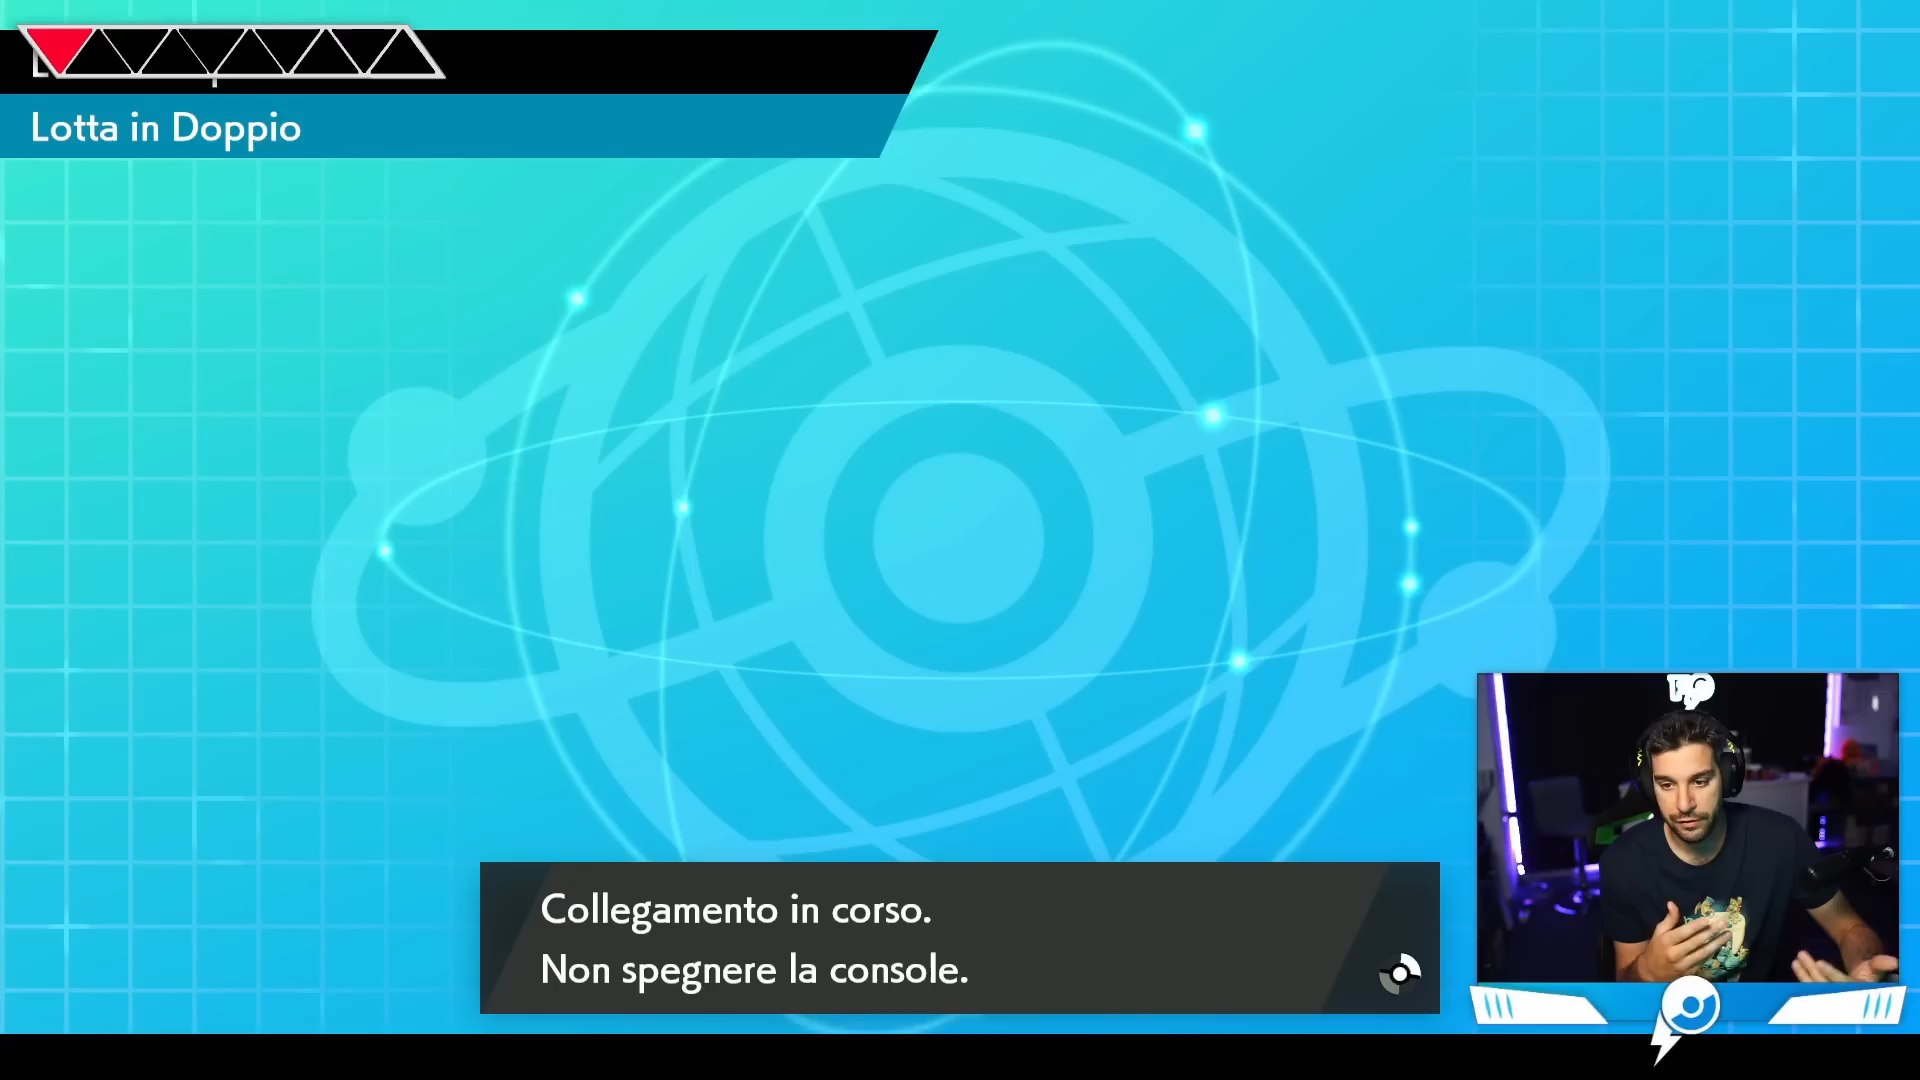 Lotta in Doppio
Collegamento in corso.
Non spegnere la console.